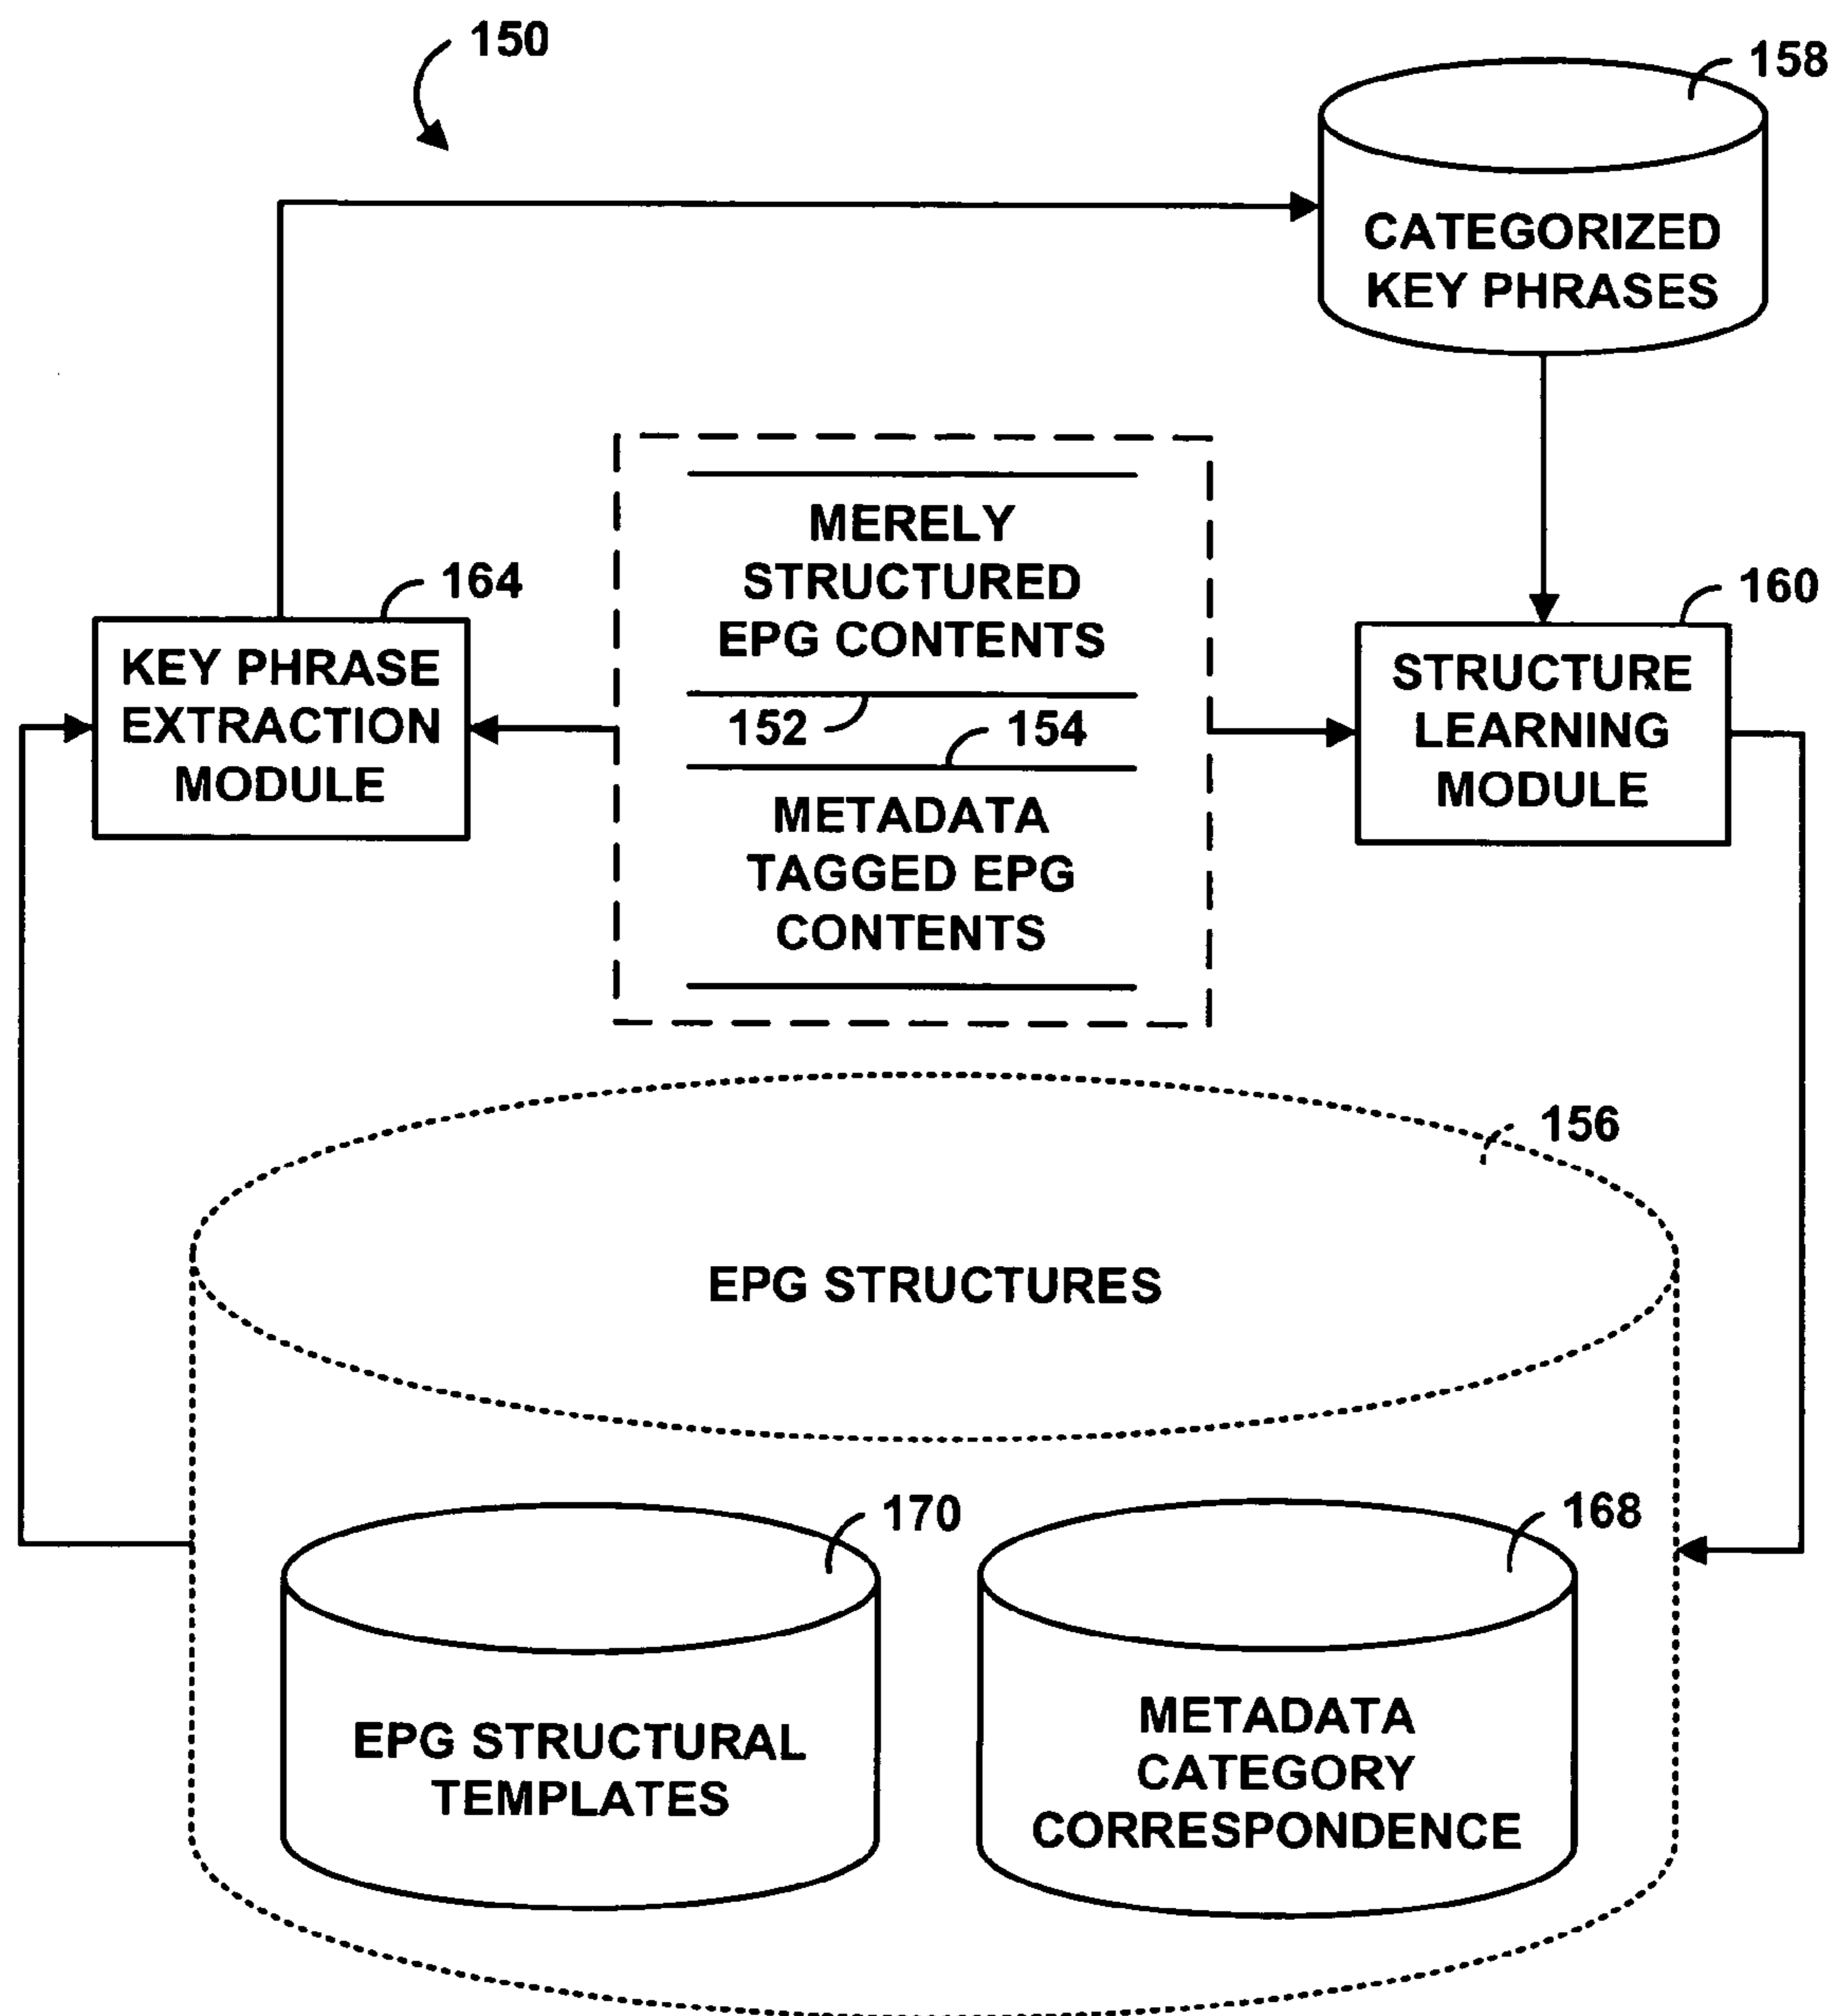 150
158
CATEGORIZED
KEY PHRASES
MERELY
STRUCTURED
EPG CONTENTS
152
154
METADATA
TAGGED EPG
CONTENTS
164
KEY PHRASE
EXTRACTION
MODULE
160
STRUCTURE
LEARNING
MODULE
156
EPG STRUCTURES
170
EPG STRUCTURAL
TEMPLATES
168
METADATA
CATEGORY
CORRESPONDENCE